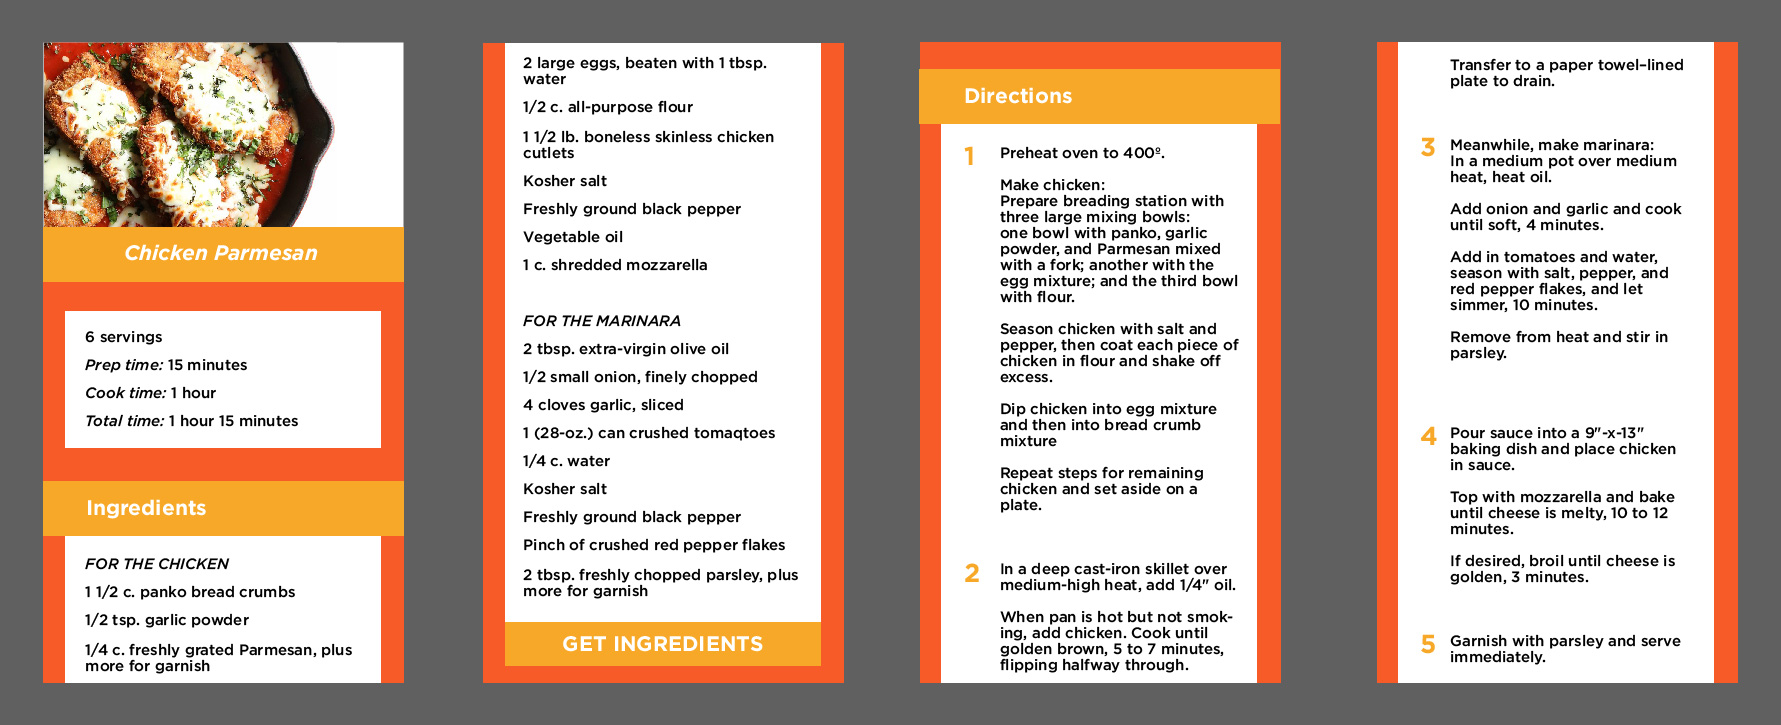 Chicken Parmesan
6 servings
Prep time: 15 minutes
Cook time: 1 hour
Total time: 1 hour 15 minutes
Ingredients
FOR THE CHICKEN
1 1/2 c. panko bread crumbs
1/2 tsp. garlic powder
1/4 c. freshly grated Parmesan, plus
more for garnish
2 large eggs, beaten with 1 tbsp.
water
1/2 c. all-purpose flour
1 1/2 lb. boneless skinless chicken
cutlets
Kosher salt
Freshly ground black pepper
Vegetable oil
1 c. shredded mozzarella
FOR THE MARINARA
2 tbsp. extra-virgin olive oil
1/2 small onion, finely chopped
4 cloves garlic, sliced
1 (28-oz.) can crushed tomaqtoes
1/4 c. water
Kosher salt
Freshly ground black pepper
Pinch of crushed red pepper flakes
2 tbsp. freshly chopped parsley, plus
more for garnish
GET INGREDIENTS
Directions
1 Preheat oven to 400º.
Make chicken:
Prepare breading station with
three large mixing bowls:
one bowl with panko, garlic
powder, and Parmesan mixed
with a fork; another with the
egg mixture; and the third bowl
with flour.
Season chicken with salt and
pepper, then coat each piece of
chicken in flour and shake off
excess.
Dip chicken into egg mixture
and then into bread crumb
mixture
Repeat steps for remaining
chicken and set aside on a
plate.
2 In a deep cast-iron skillet over
medium-high heat, add 1/4" oil.
When pan is hot but not smok-
ing, add chicken. Cook until
golden brown, 5 to 7 minutes,
flipping halfway through.
Transfer to a paper towel–lined
plate to drain.
3 Meanwhile, make marinara:
In a medium pot over medium
heat, heat oil.
Add onion and garlic and cook
until soft, 4 minutes.
Add in tomatoes and water,
season with salt, pepper, and
red pepper flakes, and let
simmer, 10 minutes.
Remove from heat and stir in
parsley.
4 Pour sauce into a 9"-x-13"
baking dish and place chicken
in sauce.
Top with mozzarella and bake
until cheese is melty, 10 to 12
minutes.
If desired, broil until cheese is
golden, 3 minutes.
5 Garnish with parsley and serve
immediately.